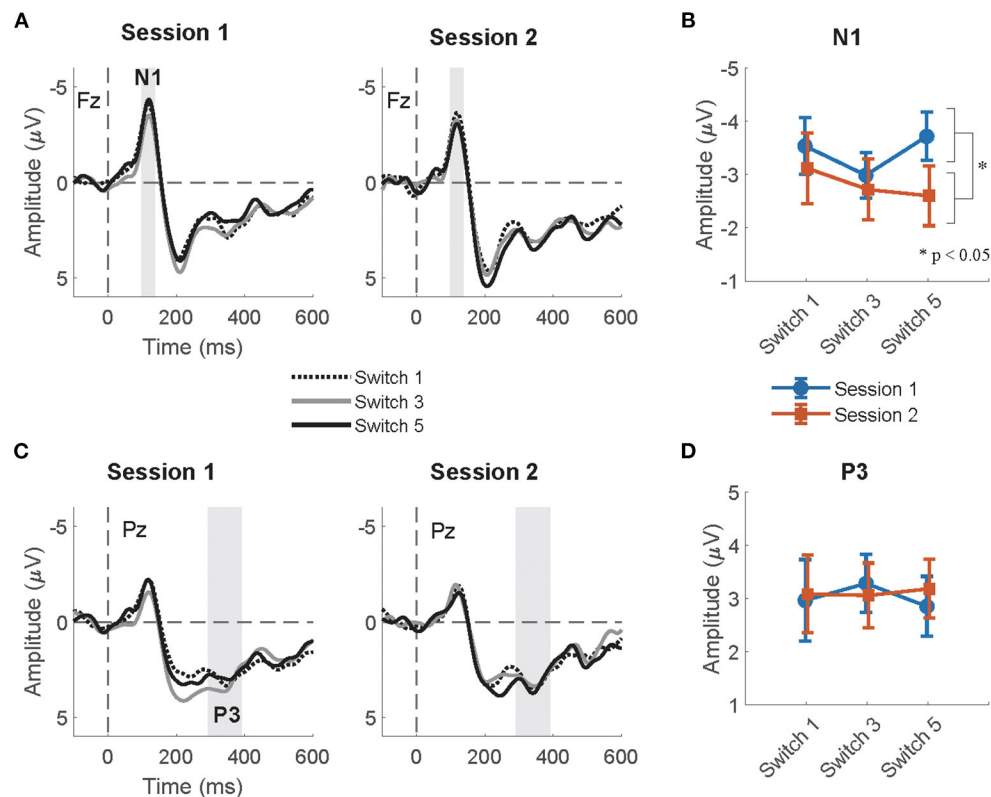 A
Session 1
Session 2
B
N1
-5
0
5
Amplitude (μV)
Fz
N1
0 200 400 600
Time (ms)
-5
0
5
Fz
0 200 400 600
-5
-4
-3
-2
-1
Amplitude (μV)
*
* p < 0.05
Switch 1
Switch 3
Switch 5
Switch 1
Switch 3
Switch 5
Session 1
Session 2
C
Session 1
Session 2
D
P3
-5
0
5
Amplitude (μV)
Pz
P3
0 200 400 600
Time (ms)
-5
0
5
Pz
0 200 400 600
Time (ms)
5
4
3
2
1
Amplitude (μV)
Switch 1
Switch 3
Switch 5